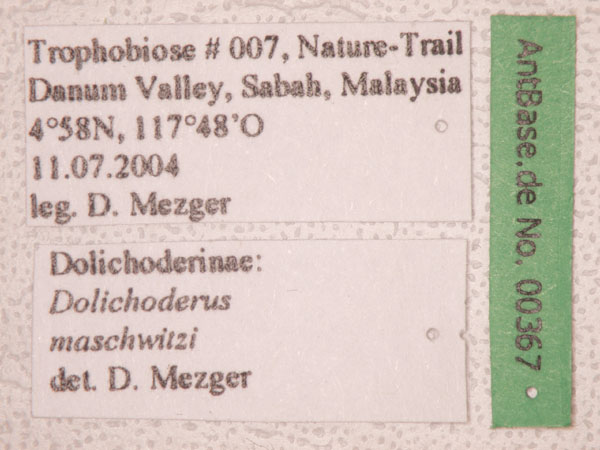 Trophobiose # 007, Nature-Trail
Danum Valley, Sabah, Malaysia
4°58N, 117°48'O
11.07.2004
leg. D. Mezger
Dolichoderinae:
Dolichoderus
maschwitzi
det. D. Mezger
AntBase.de No. 00367